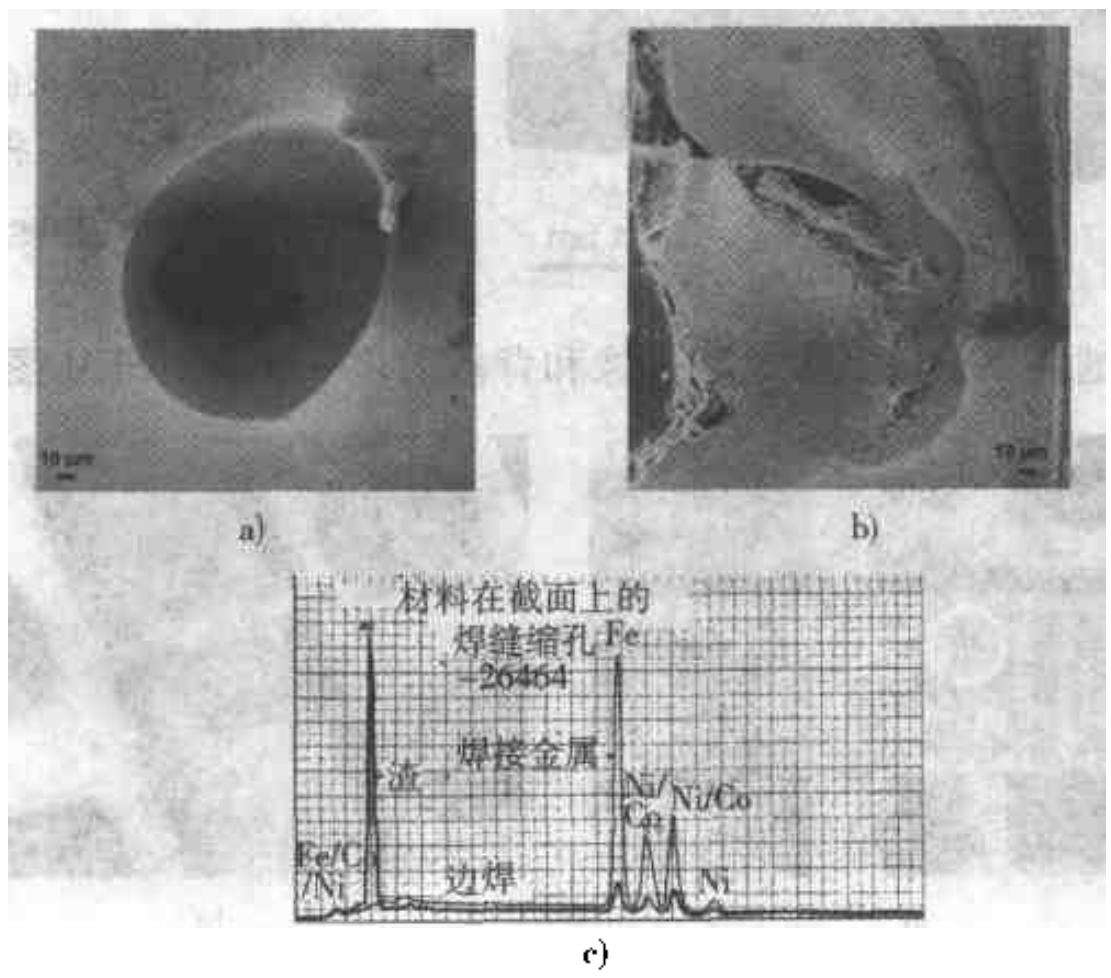 10 μm
10 μm
a)
b)
材料在截面上的
焊缝缩孔 Fe
-26464
焊接金属
渣
Ni/
Co
Ni/Co
Fe/Co
/Ni
边焊
Ni
c)